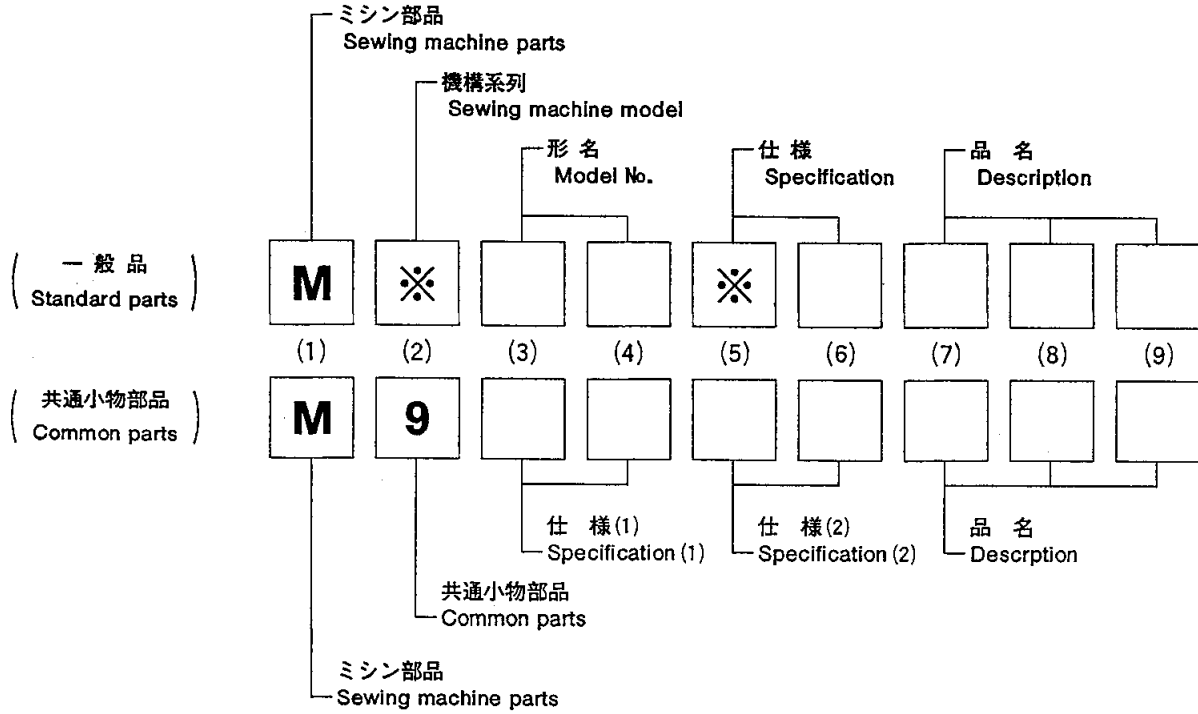 ミシン部品
Sewing machine parts
機構系列
Sewing machine model
形 名
Model No.
仕 様
Specification
品 名
Description
( 一 般 品 )
Standard parts
M ※ ※
(1) (2) (3) (4) (5) (6) (7) (8) (9)
( 共通小物部品 )
Common parts
M 9
仕 様(1)
Specification (1)
仕 様(2)
Specification (2)
品 名
Descrption
共通小物部品
Common parts
ミシン部品
Sewing machine parts